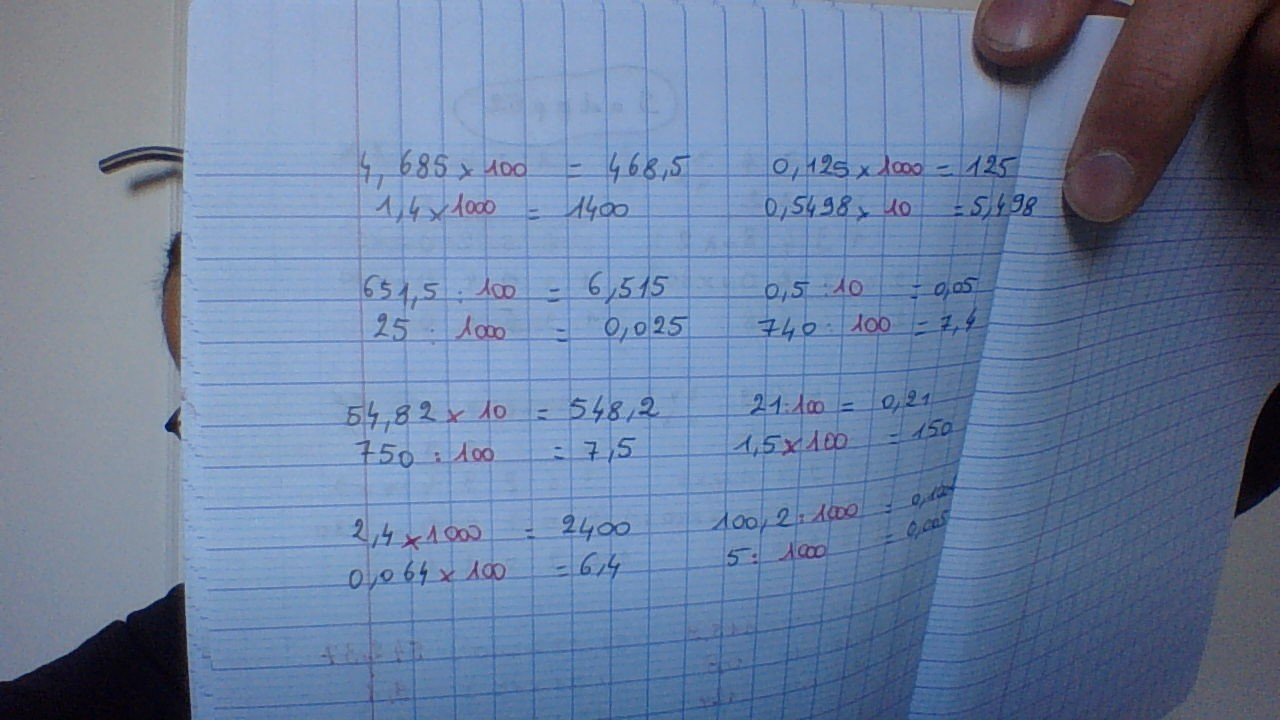 4,685 x 100 = 468,5 0,125 x 1000 = 125
1,4 x 1000 = 1400 0,5498 x 10 = 5,498
651,5 : 100 = 6,515 0,5 : 10 = 0,05
25 : 1000 = 0,025 740 : 100 = 7,4
54,82 x 10 = 548,2 21 : 100 = 0,21
750 : 100 = 7,5 1,5 x 100 = 150
2,4 x 1000 = 2400 100,2 : 1000 =
0,064 x 100 = 6,4 5 : 1000 = 0,005